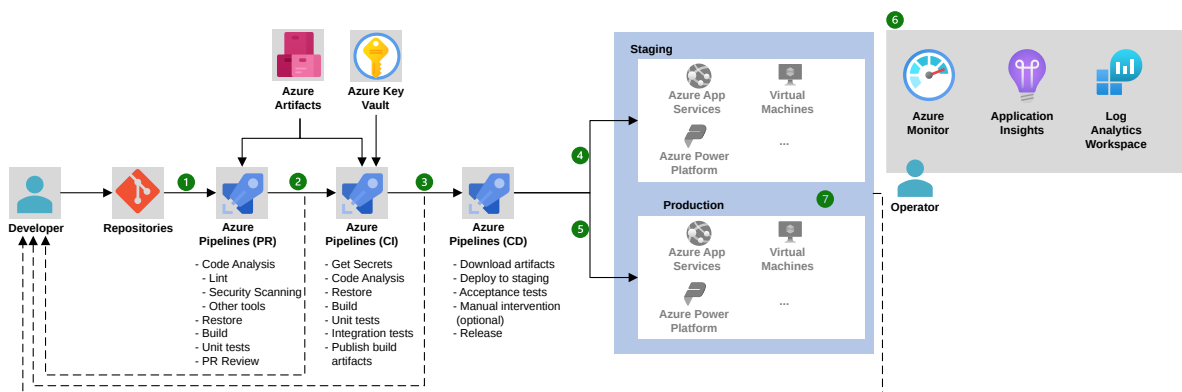 6
Staging
Azure App
Services
Virtual
Machines
Azure Power
Platform
...
Azure
Monitor
Application
Insights
Log
Analytics
Workspace
Azure
Artifacts
Azure Key
Vault
1
2
3
4
5
7
Developer
Repositories
Azure
Pipelines (PR)
- Code Analysis
- Lint
- Security Scanning
- Other tools
- Restore
- Build
- Unit tests
- PR Review
Azure
Pipelines (CI)
- Get Secrets
- Code Analysis
- Restore
- Build
- Unit tests
- Integration tests
- Publish build
artifacts
Azure
Pipelines (CD)
- Download artifacts
- Deploy to staging
- Acceptance tests
- Manual intervention
(optional)
- Release
Production
Azure App
Services
Virtual
Machines
Azure Power
Platform
...
Operator